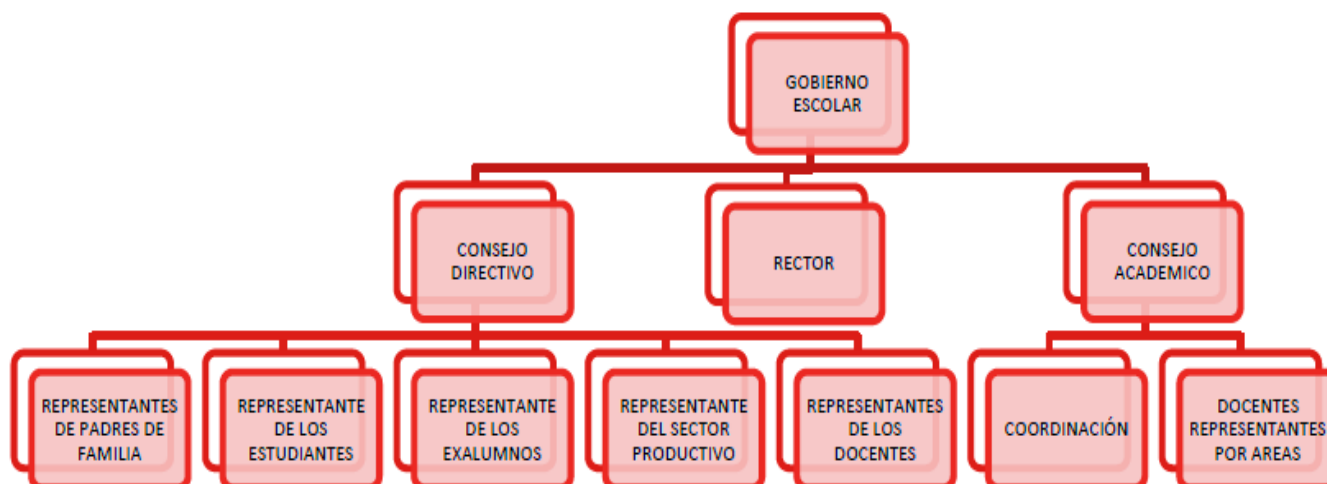 GOBIERNO
ESCOLAR
CONSEJO
DIRECTIVO
RECTOR
CONSEJO
ACADEMICO
REPRESENTANTES
DE PADRES DE
FAMILIA
REPRESENTANTE
DE LOS
ESTUDIANTES
REPRESENTANTE
DE LOS
EXALUMNOS
REPRESENTANTE
DEL SECTOR
PRODUCTIVO
REPRESENTANTES
DE LOS
DOCENTES
COORDINACIÓN
DOCENTES
REPRESENTANTES
POR AREAS